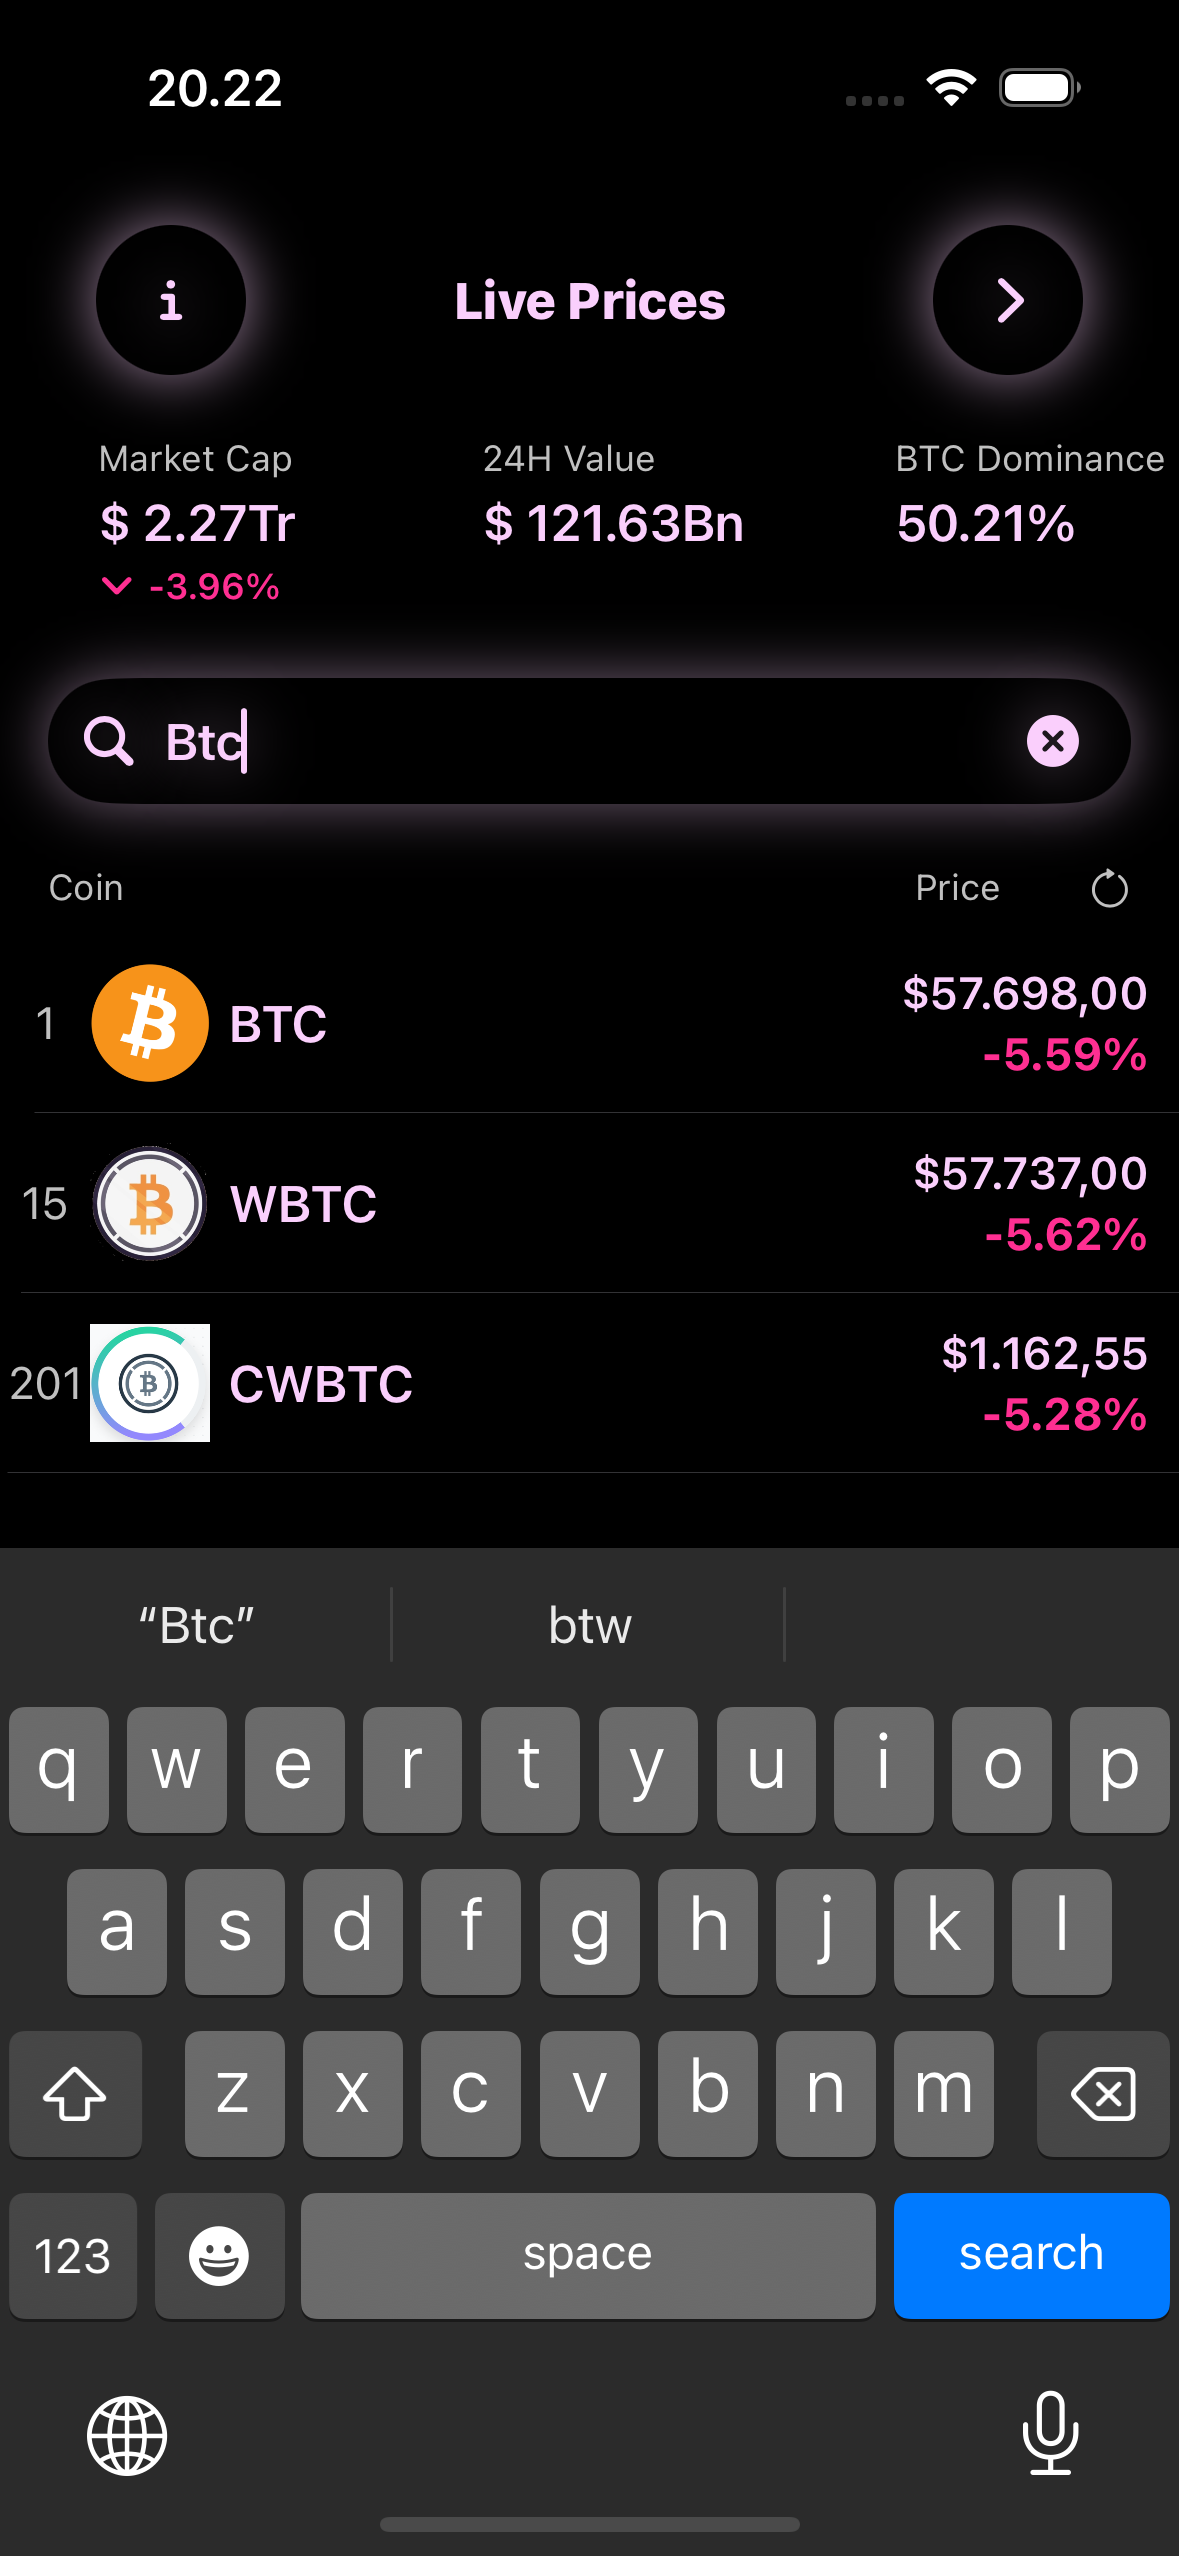 20.22
i
Live Prices
Market Cap 24H Value BTC Dominance
$ 2.27Tr $ 121.63Bn 50.21%
-3.96%
Btc
Coin Price
1 BTC $57.698,00
-5.59%
15 WBTC $57.737,00
-5.62%
201 CWBTC $1.162,55
-5.28%
“Btc” btw
q w e r t y u i o p
a s d f g h j k l
z x c v b n m
123 space search